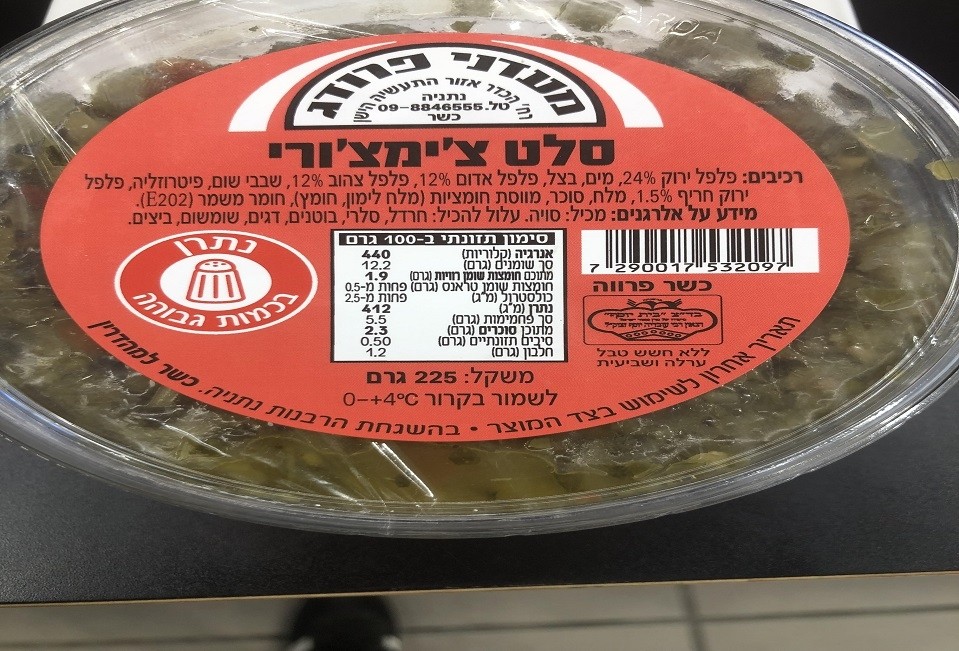 מעדני פרודג
רח' הכדר אזור התעשיה הישן
נתניה
טל. 09-8846555
כשר
סלט צ'ימצ'ורי
רכיבים: פלפל ירוק 24%, מים, בצל, פלפל אדום 12%, פלפל צהוב 12%, שבבי שום, פיטרוזליה, פלפל
ירוק חריף 1.5%, מלח, סוכר, מווסת חומציות (מלח לימון, חומץ), חומר משמר (E202).
מידע על אלרגנים: מכיל: סויה. עלול להכיל: חרדל, סלרי, בוטנים, דגים, שומשום, ביצים.
סימון תזונתי ב-100 גרם
אנרגיה (קלוריות) 440
סך שומנים (גרם) 12.2
מתוכם חומצות שומן רוויות (גרם) 1.9
חומצות שומן טראנס (גרם) פחות מ-0.5
כולסטרול (מ"ג) פחות מ-2.5
נתרן (מ"ג) 412
סך פחמימות (גרם) 5.5
מתוכן סוכרים (גרם) 2.3
סיבים תזונתיים (גרם) 0.50
חלבון (גרם) 1.2
נתרן
בכמות גבוהה
7 290017 532097
כשר פרווה
בד"צ "בית יוסף"
ללא חשש טבל
ערלה ושביעית
משקל: 225 גרם
לשמור בקרור 0-+4°C
תאריך אחרון לשימוש בצד המוצר • בהשגחת הרבנות נתניה. כשר למהדרין